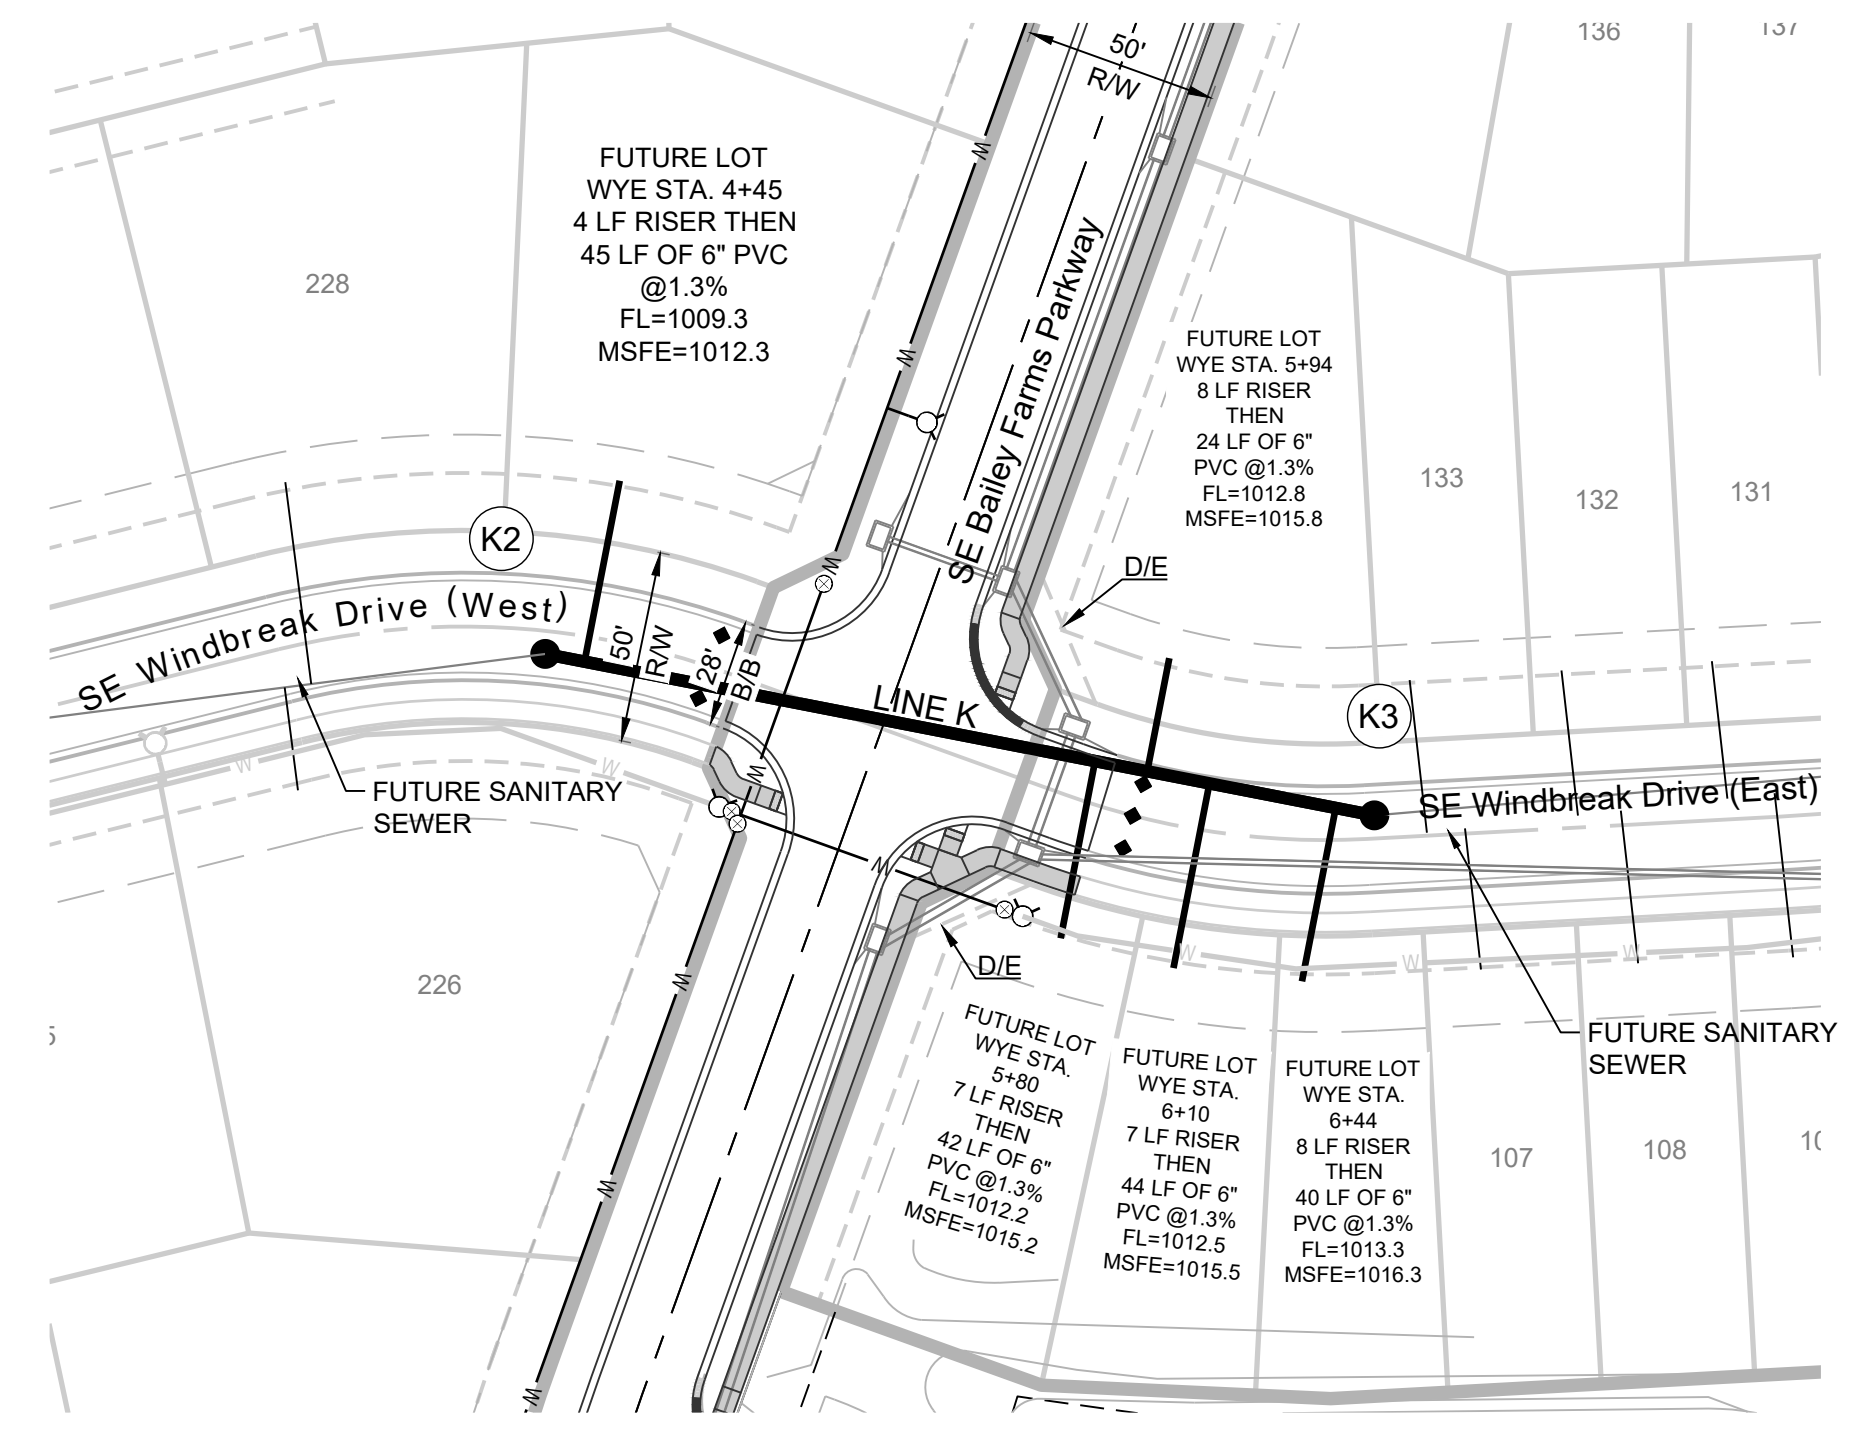 136
137
50'
R/W
FUTURE LOT
WYE STA. 4+45
4 LF RISER THEN
45 LF OF 6" PVC
@1.3%
FL=1009.3
MSFE=1012.3
228
W
W
SE Bailey Farms Parkway
FUTURE LOT
WYE STA. 5+94
8 LF RISER
THEN
24 LF OF 6"
PVC @1.3%
FL=1012.8
MSFE=1015.8
133
132
131
K2
D/E
W
SE Windbreak Drive (West)
50'
R/W
28'
B/B
LINE K
K3
W
W
W
FUTURE SANITARY
SEWER
SE Windbreak Drive (East)
W
W
W
W
W
226
D/E
FUTURE LOT
WYE STA.
5+80
7 LF RISER
THEN
42 LF OF 6"
PVC @1.3%
FL=1012.2
MSFE=1015.2
FUTURE LOT
WYE STA.
6+10
7 LF RISER
THEN
44 LF OF 6"
PVC @1.3%
FL=1012.5
MSFE=1015.5
FUTURE LOT
WYE STA.
6+44
8 LF RISER
THEN
40 LF OF 6"
PVC @1.3%
FL=1013.3
MSFE=1016.3
FUTURE SANITARY
SEWER
107
108
W
W